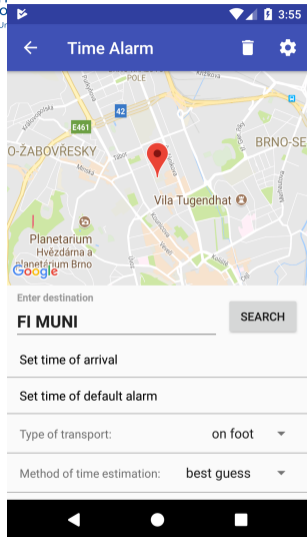 3:55
Time Alarm
POLE
Křižíkova
42
E461
O-ŽABOVŘESKY
BRNO-SE
Vila Tugendhat
Planetarium
Hvězdárna a
planetárium Brno
Google
Enter destination
FI MUNI
SEARCH
Set time of arrival
Set time of default alarm
Type of transport:
on foot
Method of time estimation:
best guess